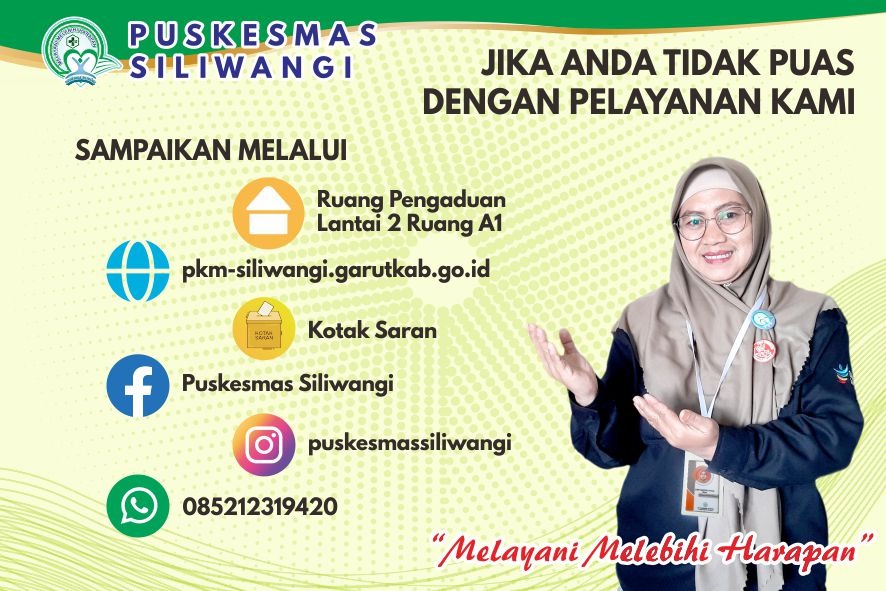 PUSKESMAS
SILIWANGI
JIKA ANDA TIDAK PUAS
DENGAN PELAYANAN KAMI
SAMPAIKAN MELALUI
Ruang Pengaduan
Lantai 2 Ruang A1
pkm-siliwangi.garutkab.go.id
KOTAK
SARAN
Kotak Saran
Puskesmas Siliwangi
puskesmassiliwangi
085212319420
"Melayani Melebihi Harapan"